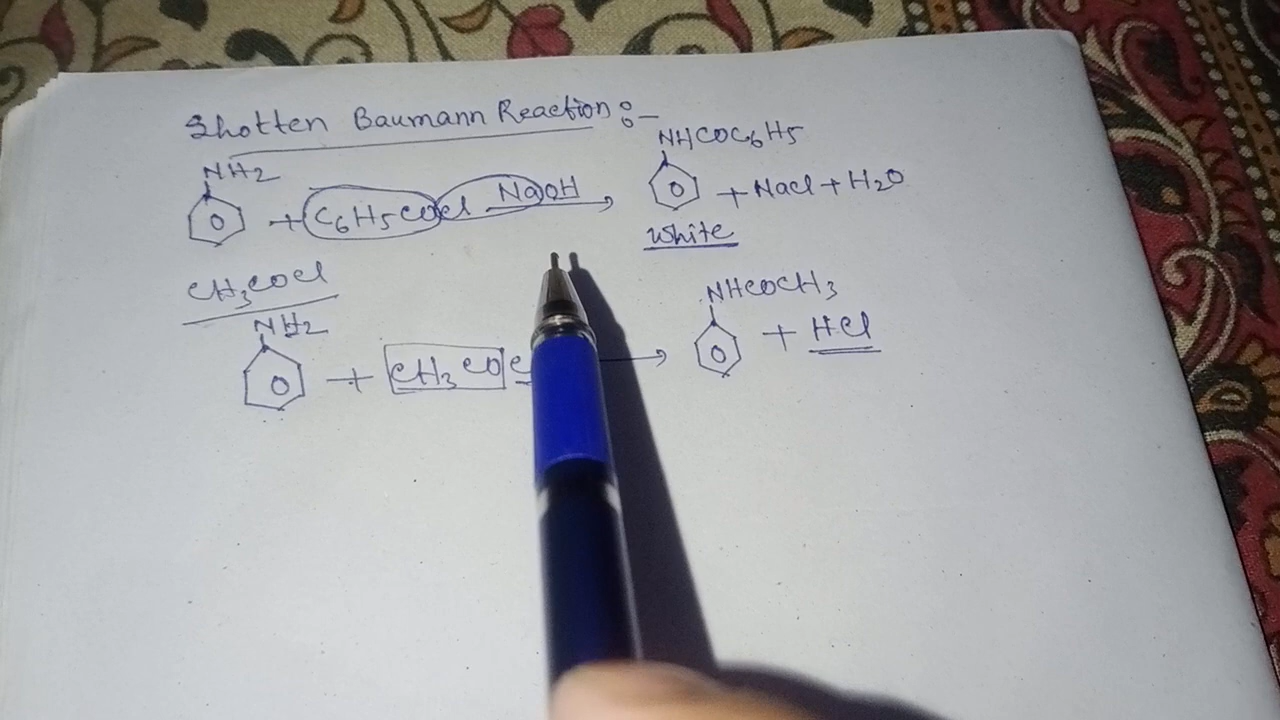 Shotten Baumann Reaction :-
NH2 NHCOC6H5
+ C6H5COCl NaOH → + NaCl + H2O
White
CH3COCl
NH2 NHCOCH3
+ CH3CO → + HCl